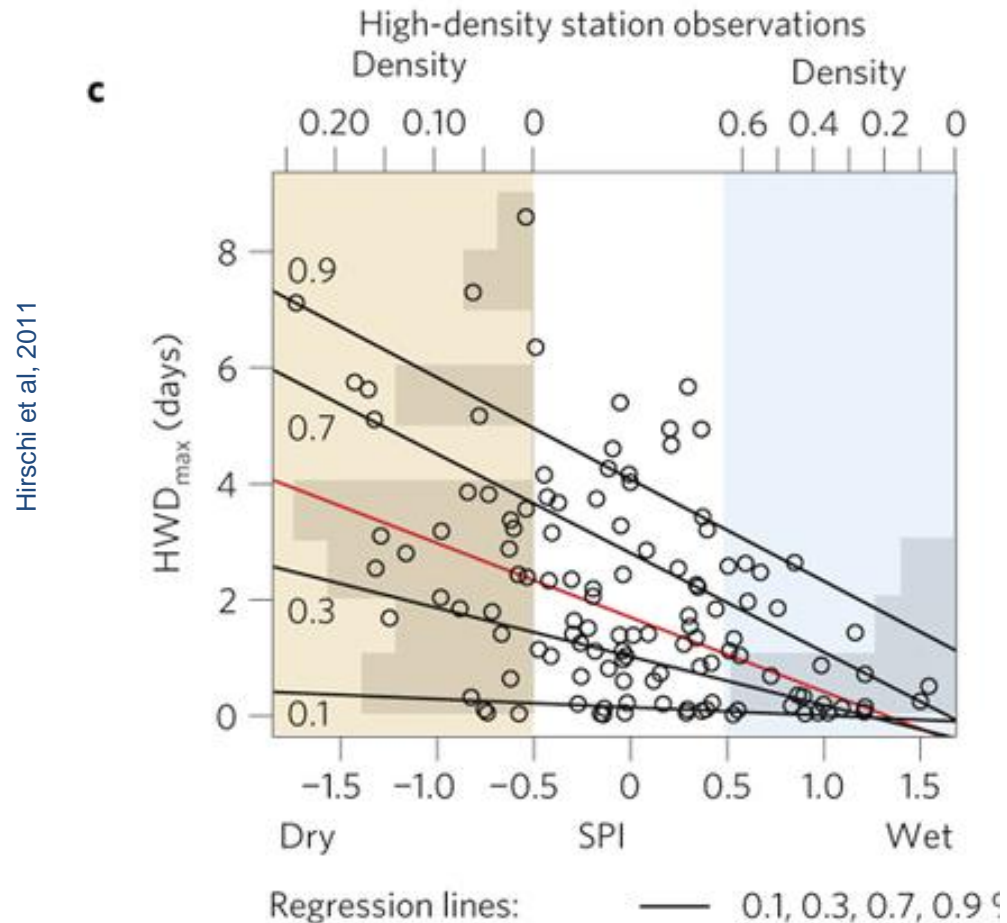 High-density station observations
Density Density
c
0.20 0.10 0 0.6 0.4 0.2 0
8
6
4
2
0
0.9
0.7
0.3
0.1
HWDmax (days)
Hirschi et al, 2011
−1.5 −1.0 −0.5 0 0.5 1.0 1.5
Dry SPI Wet
Regression lines: 0.1, 0.3, 0.7, 0.9